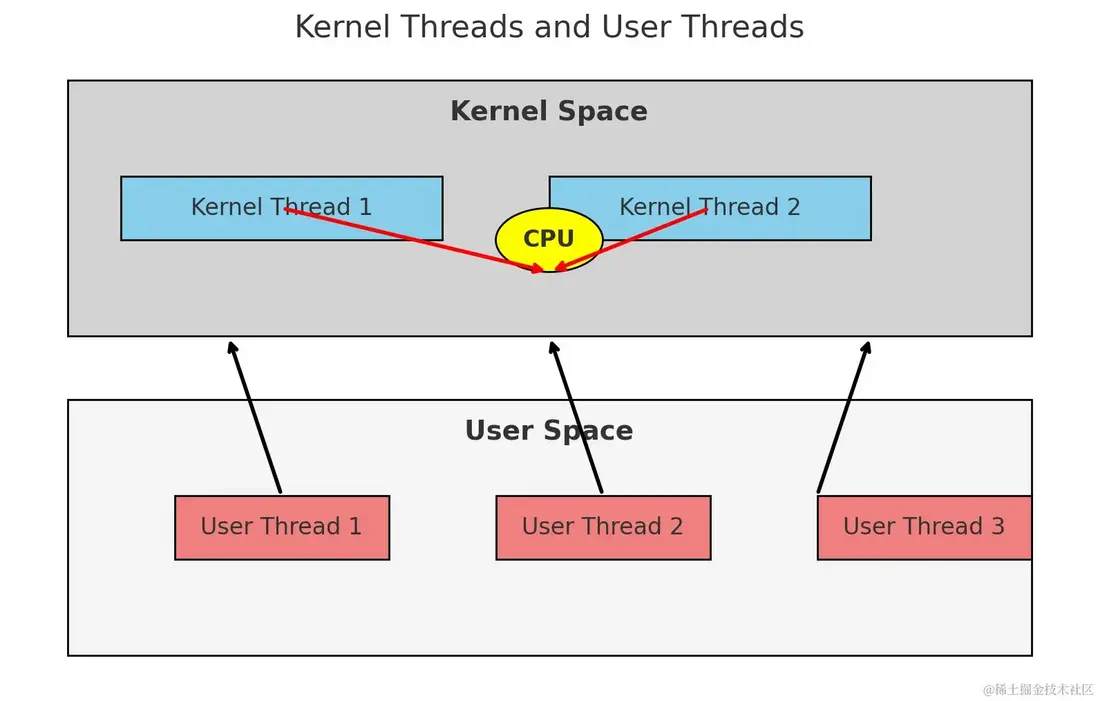 Kernel Threads and User Threads
Kernel Space
Kernel Thread 1
Kernel Thread 2
CPU
User Space
User Thread 1
User Thread 2
User Thread 3
@稀土掘金技术社区